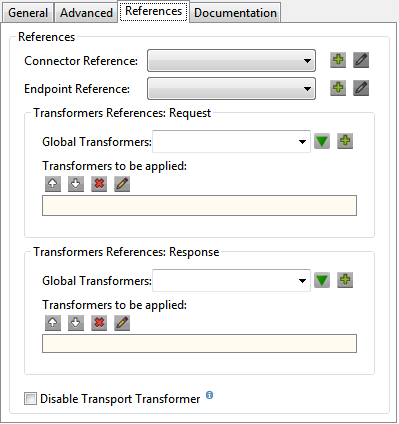 General Advanced References Documentation
References
Connector Reference:
Endpoint Reference:
Transformers References: Request
Global Transformers:
Transformers to be applied:
Transformers References: Response
Global Transformers:
Transformers to be applied:
Disable Transport Transformer